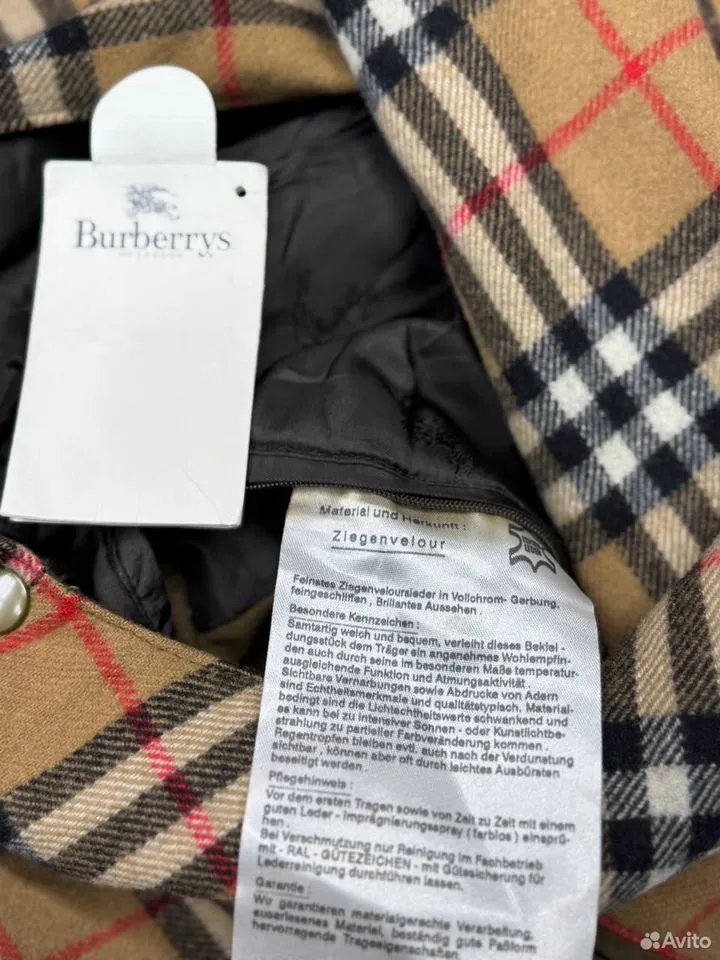 Burberrys
OF LONDON
Material und Herkunft :
Ziegenvelour
Feinstes Ziegenveloursleder in Vollchrom- Gerbung.
feingeschliffen , Brillantes Aussehen .
Besondere Kennzeichen :
Samtartig weich und bequem, verleiht dieses Beklei -
dungsstück dem Träger ein angenehmes Wohlempfin-
den auch durch seine im besonderen Maße temperatur-
ausgleichende Funktion und Atmungsaktivität .
Sichtbare Vernarbungen sowie Abdrucke von Adern
sind Echtheitsmerkmale und qualitätstypisch. Material-
bedingt sind die Lichtechtheitswerte schwankend und
es kann bei zu intensiver Sonnen - oder Kunstlichtbe-
strahlung zu partieller Farbveränderung kommen .
Regentropfen bleiben evtl. auch nach der Verdunstung
sichtbar , können aber oft durch leichtes Ausbürsten
beseitigt werden .
Pflegehinweis :
Vor dem ersten Tragen sowie von Zeit zu Zeit mit einem
guten Leder - Imprägnierungsspray ( farblos ) einsprü-
hen .
Bei Verschmutzung nur Reinigung im Fachbetrieb
mit - RAL - GÜTEZEICHEN - mit Gütessicherung für
Lederreinigung durchführen lassen.
Garantie :
Wir garantieren materialgerechte Verarbeitung,
auserlesenes Material, beständig gute Paßform
hervorragende Trageeigenschaften.
Avito